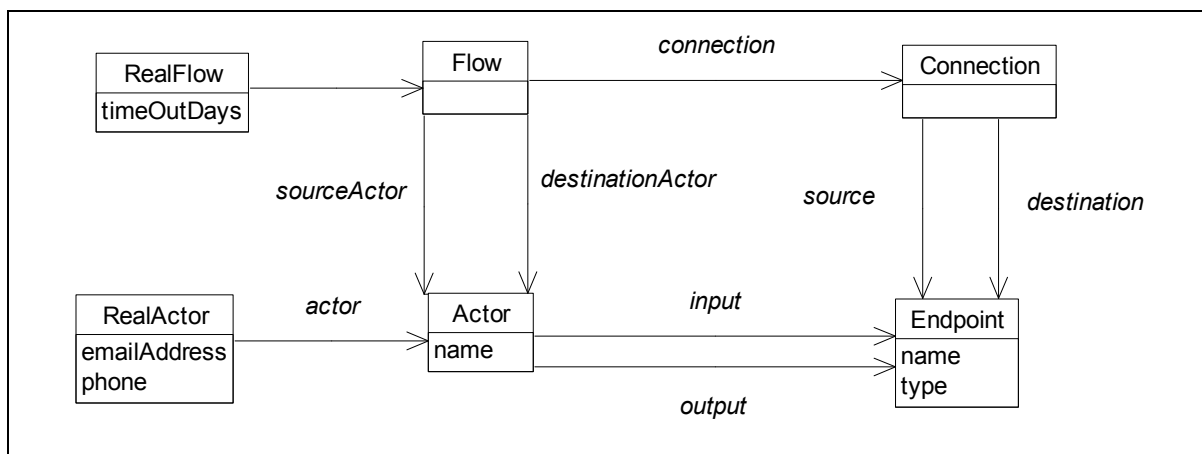 connection
RealFlow
timeOutDays
Flow
Connection
sourceActor
destinationActor
source
destination
RealActor
emailAddress
phone
actor
Actor
name
input
output
Endpoint
name
type